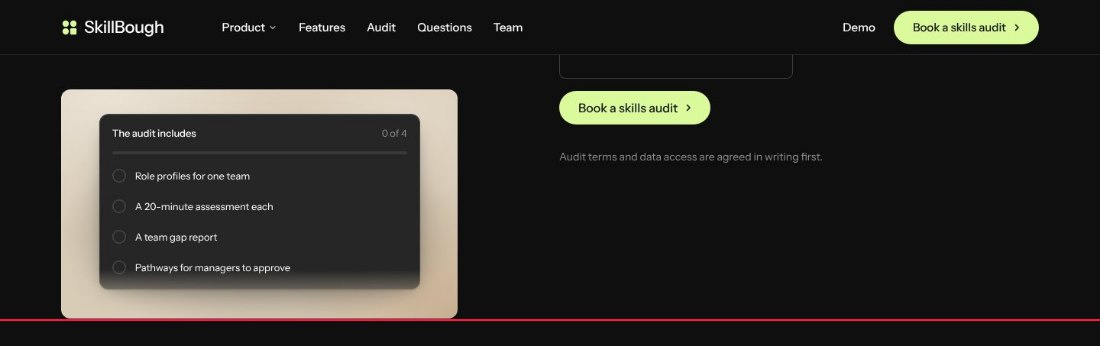 SkillBough
Product
Features
Audit
Questions
Team
Demo
Book a skills audit
The audit includes
0 of 4
Role profiles for one team
A 20-minute assessment each
A team gap report
Pathways for managers to approve
Book a skills audit
Audit terms and data access are agreed in writing first.